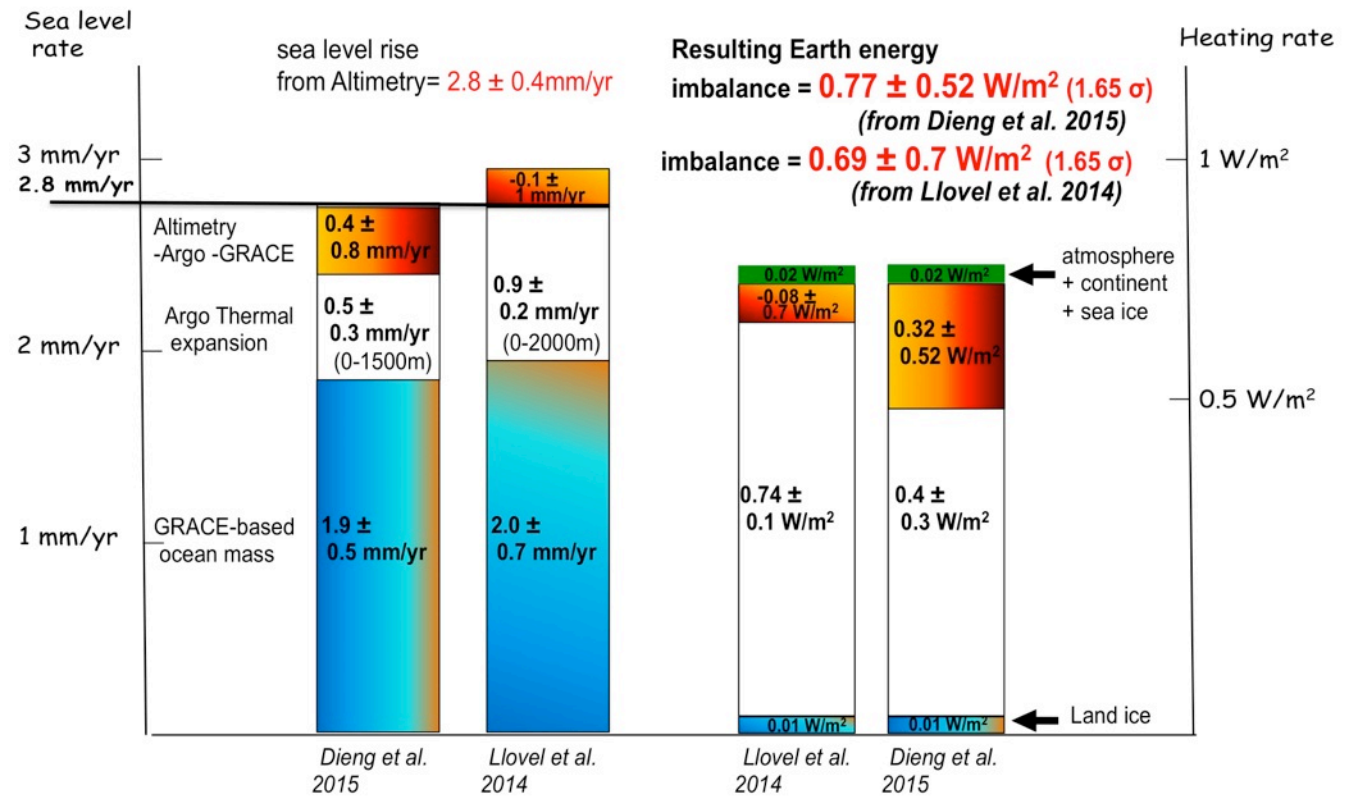 Sea level
rate
sea level rise
from Altimetry= 2.8 ± 0.4mm/yr
Resulting Earth energy
imbalance = 0.77 ± 0.52 W/m² (1.65 σ)
(from Dieng et al. 2015)
imbalance = 0.69 ± 0.7 W/m² (1.65 σ)
(from Llovel et al. 2014)
Heating rate
3 mm/yr
2.8 mm/yr
2 mm/yr
1 mm/yr
Altimetry
-Argo -GRACE
Argo Thermal
expansion
GRACE-based
ocean mass
0.4 ±
0.8 mm/yr
0.5 ±
0.3 mm/yr
(0-1500m)
1.9 ±
0.5 mm/yr
-0.1 ±
1 mm/yr
0.9 ±
0.2 mm/yr
(0-2000m)
2.0 ±
0.7 mm/yr
0.02 W/m²
-0.08 ±
0.7 W/m²
0.74 ±
0.1 W/m²
0.01 W/m²
0.02 W/m²
0.32 ±
0.52 W/m²
0.4 ±
0.3 W/m²
0.01 W/m²
atmosphere
+ continent
+ sea ice
Land ice
1 W/m²
0.5 W/m²
Dieng et al.
2015
Llovel et al.
2014
Llovel et al.
2014
Dieng et al.
2015